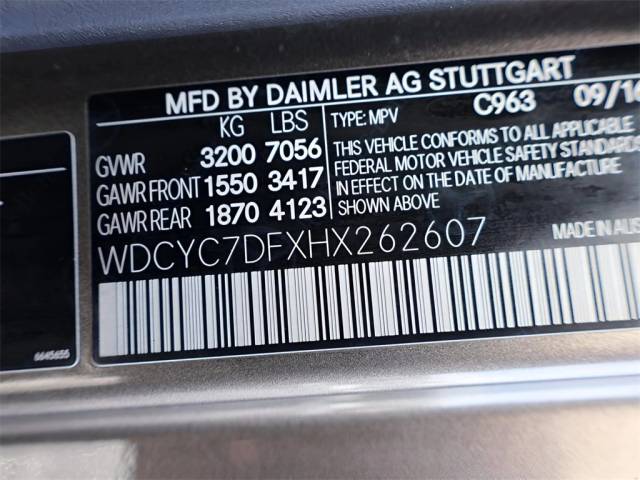 MFD BY DAIMLER AG STUTTGART
C963 09/16
KG LBS
GVWR 3200 7056
GAWR FRONT 1550 3417
GAWR REAR 1870 4123
TYPE: MPV
THIS VEHICLE CONFORMS TO ALL APPLICABLE
FEDERAL MOTOR VEHICLE SAFETY STANDARDS
IN EFFECT ON THE DATE OF MANUFACTURE
SHOWN ABOVE
WDCYC7DFXHX262607
MADE IN AUS
6645655